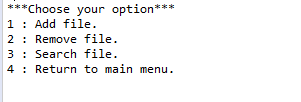 ***Choose your option***
1 : Add file.
2 : Remove file.
3 : Search file.
4 : Return to main menu.